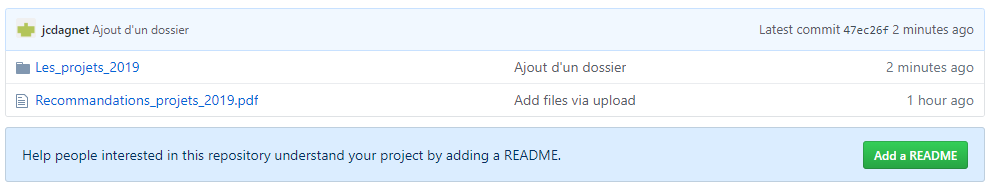 jcdagnet Ajout d'un dossier Latest commit 47ec26f 2 minutes ago
Les_projets_2019 Ajout d'un dossier 2 minutes ago
Recommandations_projets_2019.pdf Add files via upload 1 hour ago
Help people interested in this repository understand your project by adding a README. Add a README